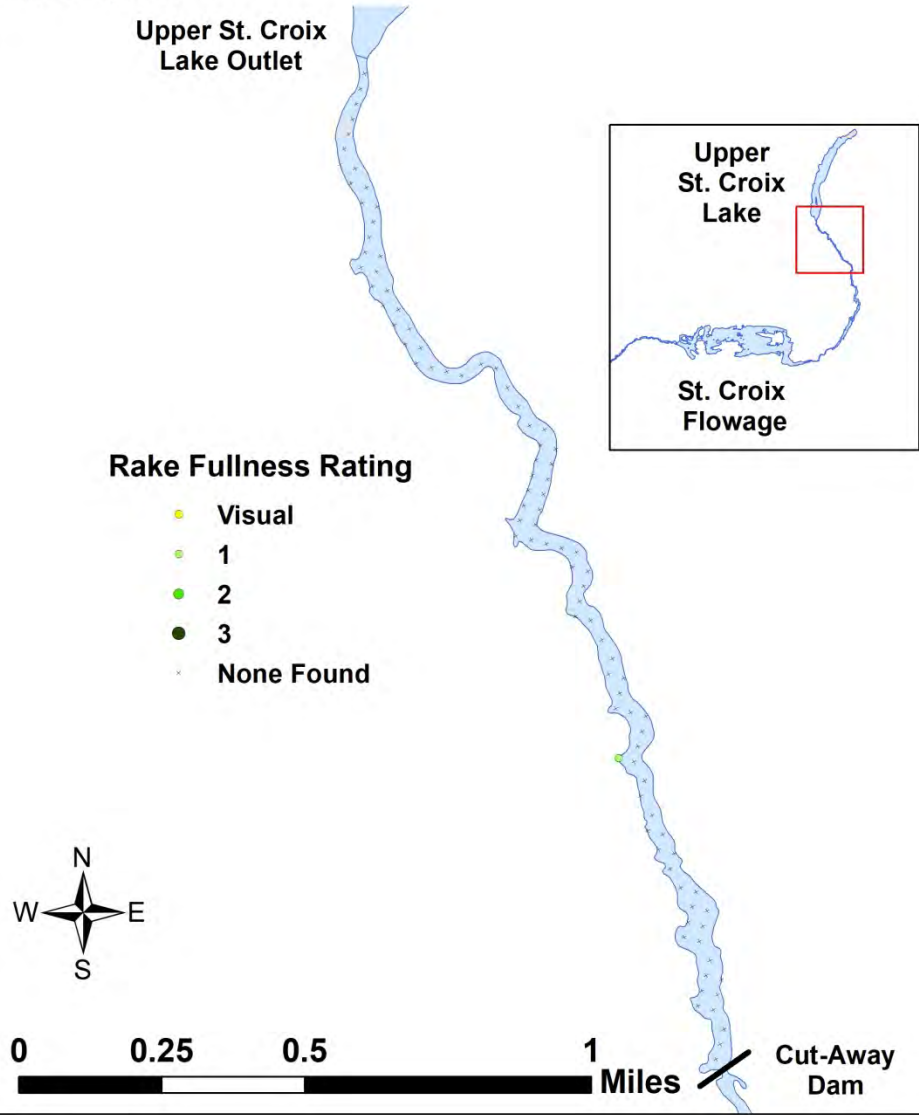 Upper St. Croix
Lake Outlet
Upper
St. Croix
Lake
St. Croix
Flowage
Rake Fullness Rating
Visual
1
2
3
None Found
N
W E
S
0 0.25 0.5 1
Miles
Cut-Away
Dam